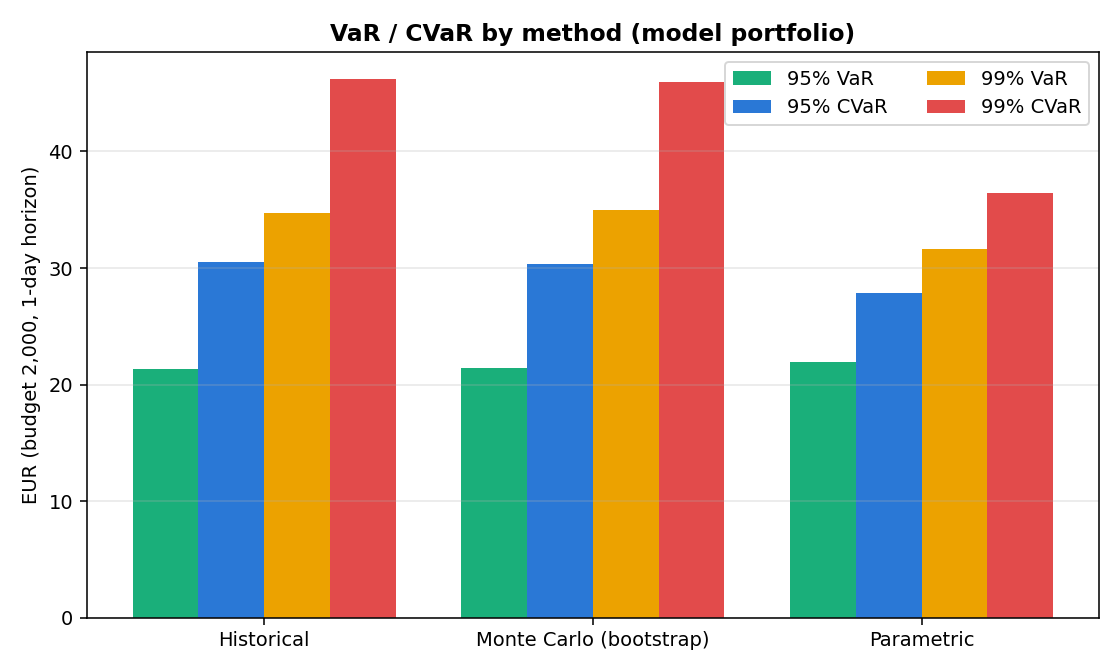 VaR / CVaR by method (model portfolio)
95% VaR
95% CVaR
99% VaR
99% CVaR
EUR (budget 2,000, 1-day horizon)
40
30
20
10
0
Historical
Monte Carlo (bootstrap)
Parametric